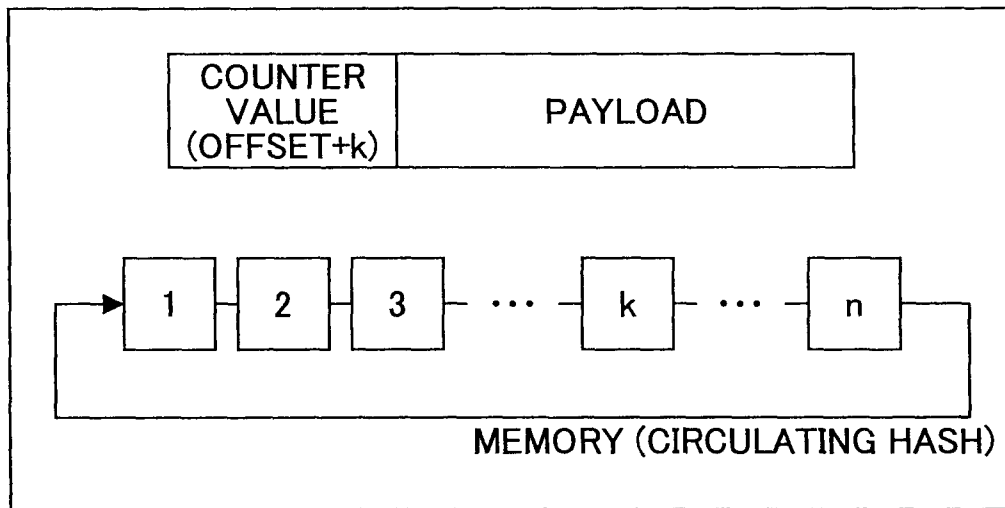 COUNTER
VALUE
(OFFSET+k)
PAYLOAD
1 2 3 ··· k ··· n
MEMORY (CIRCULATING HASH)